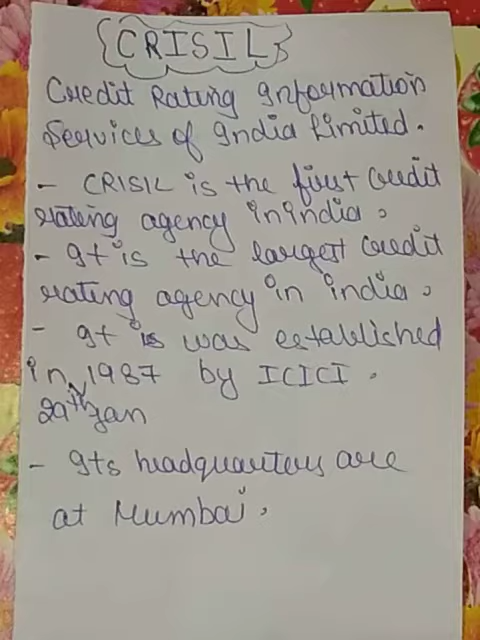 CRISIL
Credit Rating Information
Services of India Limited.
- CRISIL is the first credit
rating agency in india.
- It is the largest credit
rating agency in india.
- It is was established
in 1987 by ICICI.
29th Jan
- Its headquarters are
at Mumbai.